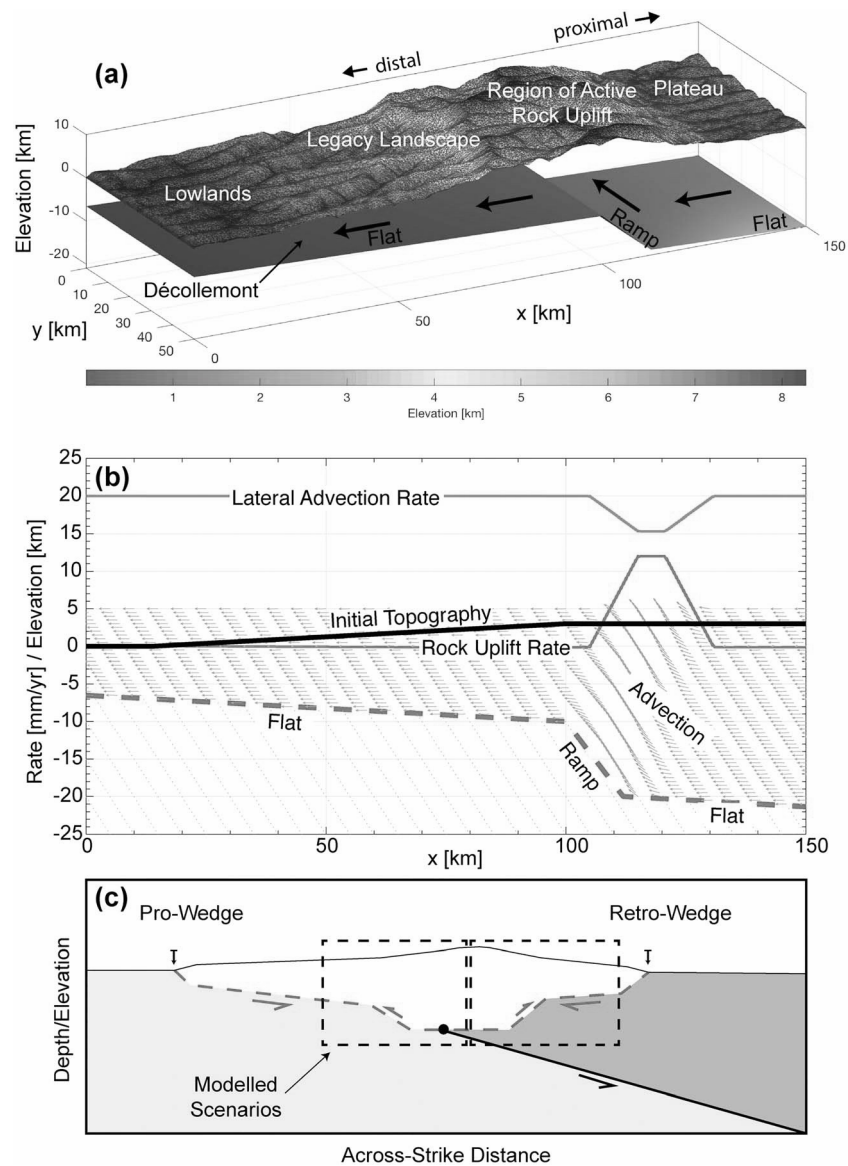 (a)
proximal
distal
Region of Active
Rock Uplift
Plateau
Legacy Landscape
Lowlands
Elevation [km]
10
0
-10
-20
Flat
Ramp
Flat
Décollemont
0
10
20
30
40
50
y [km]
0
50
100
150
x [km]
1
2
3
4
5
6
7
8
Elevation [km]
(b)
Rate [mm/yr] / Elevation [km]
25
20
15
10
5
0
-5
-10
-15
-20
-25
Lateral Advection Rate
Initial Topography
Rock Uplift Rate
Advection
Flat
Ramp
Flat
0
50
100
150
x [km]
(c)
Pro-Wedge
Retro-Wedge
Depth/Elevation
Modelled
Scenarios
Across-Strike Distance